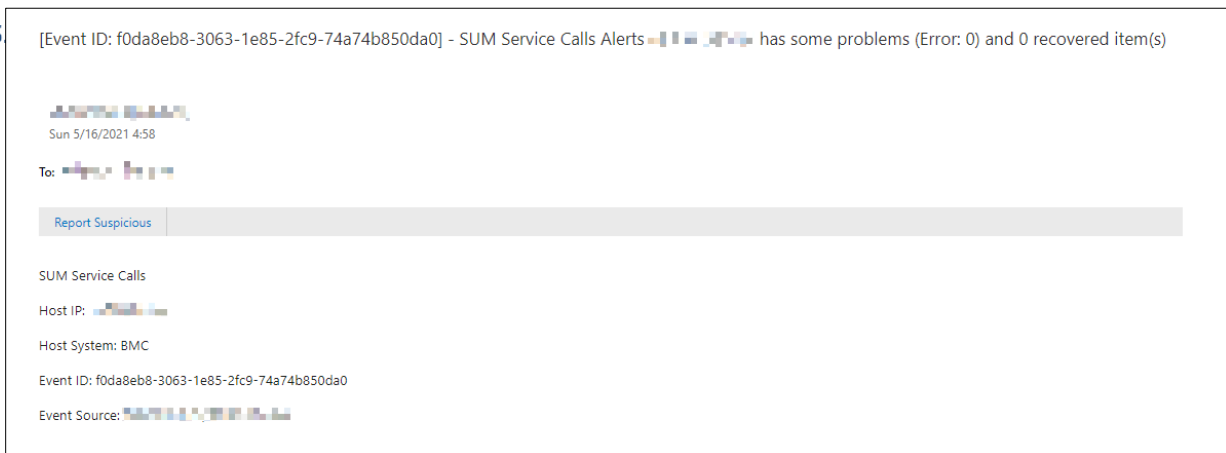 [Event ID: f0da8eb8-3063-1e85-2fc9-74a74b850da0] - SUM Service Calls Alerts has some problems (Error: 0) and 0 recovered item(s)
Sun 5/16/2021 4:58
To:
Report Suspicious
SUM Service Calls
Host IP:
Host System: BMC
Event ID: f0da8eb8-3063-1e85-2fc9-74a74b850da0
Event Source: